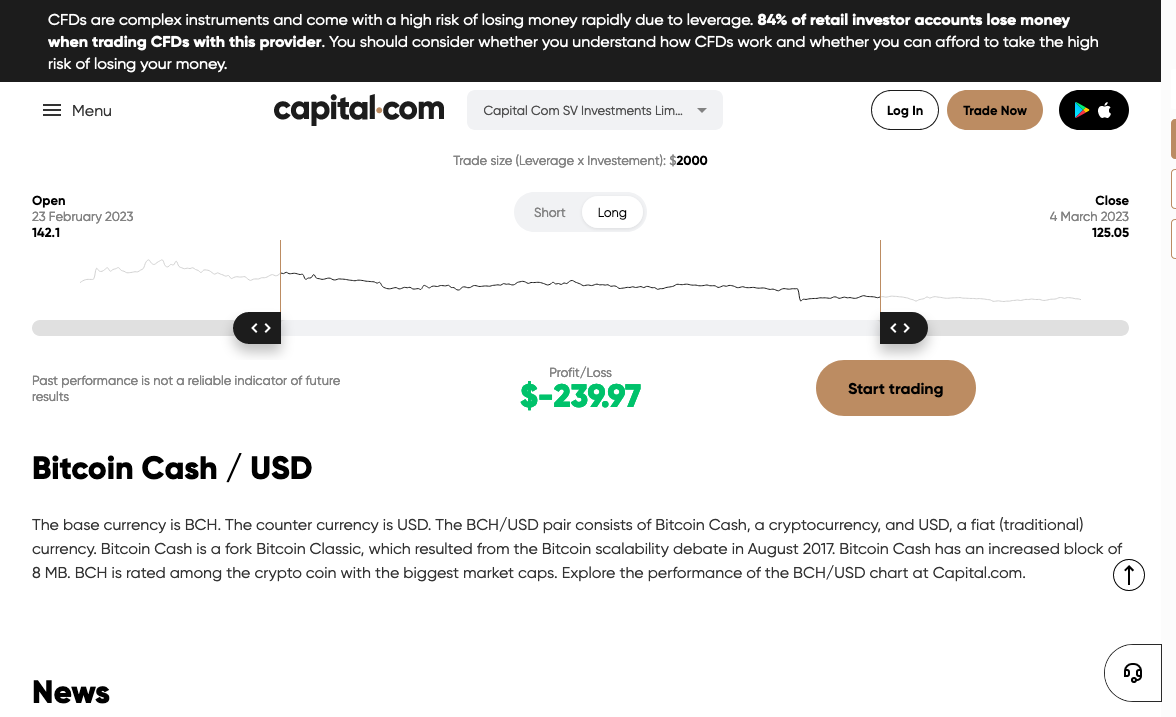 CFDs are complex instruments and come with a high risk of losing money rapidly due to leverage. 84% of retail investor accounts lose money
when trading CFDs with this provider. You should consider whether you understand how CFDs work and whether you can afford to take the high
risk of losing your money.
Menu
capital.com
Capital Com SV Investments Lim...
Log In
Trade Now
Trade size (Leverage x Investement): $2000
Open
23 February 2023
142.1
Short
Long
Close
4 March 2023
125.05
Past performance is not a reliable indicator of future
results
Profit/Loss
$-239.97
Start trading
Bitcoin Cash / USD
The base currency is BCH. The counter currency is USD. The BCH/USD pair consists of Bitcoin Cash, a cryptocurrency, and USD, a fiat (traditional)
currency. Bitcoin Cash is a fork Bitcoin Classic, which resulted from the Bitcoin scalability debate in August 2017. Bitcoin Cash has an increased block of
8 MB. BCH is rated among the crypto coin with the biggest market caps. Explore the performance of the BCH/USD chart at Capital.com.
News